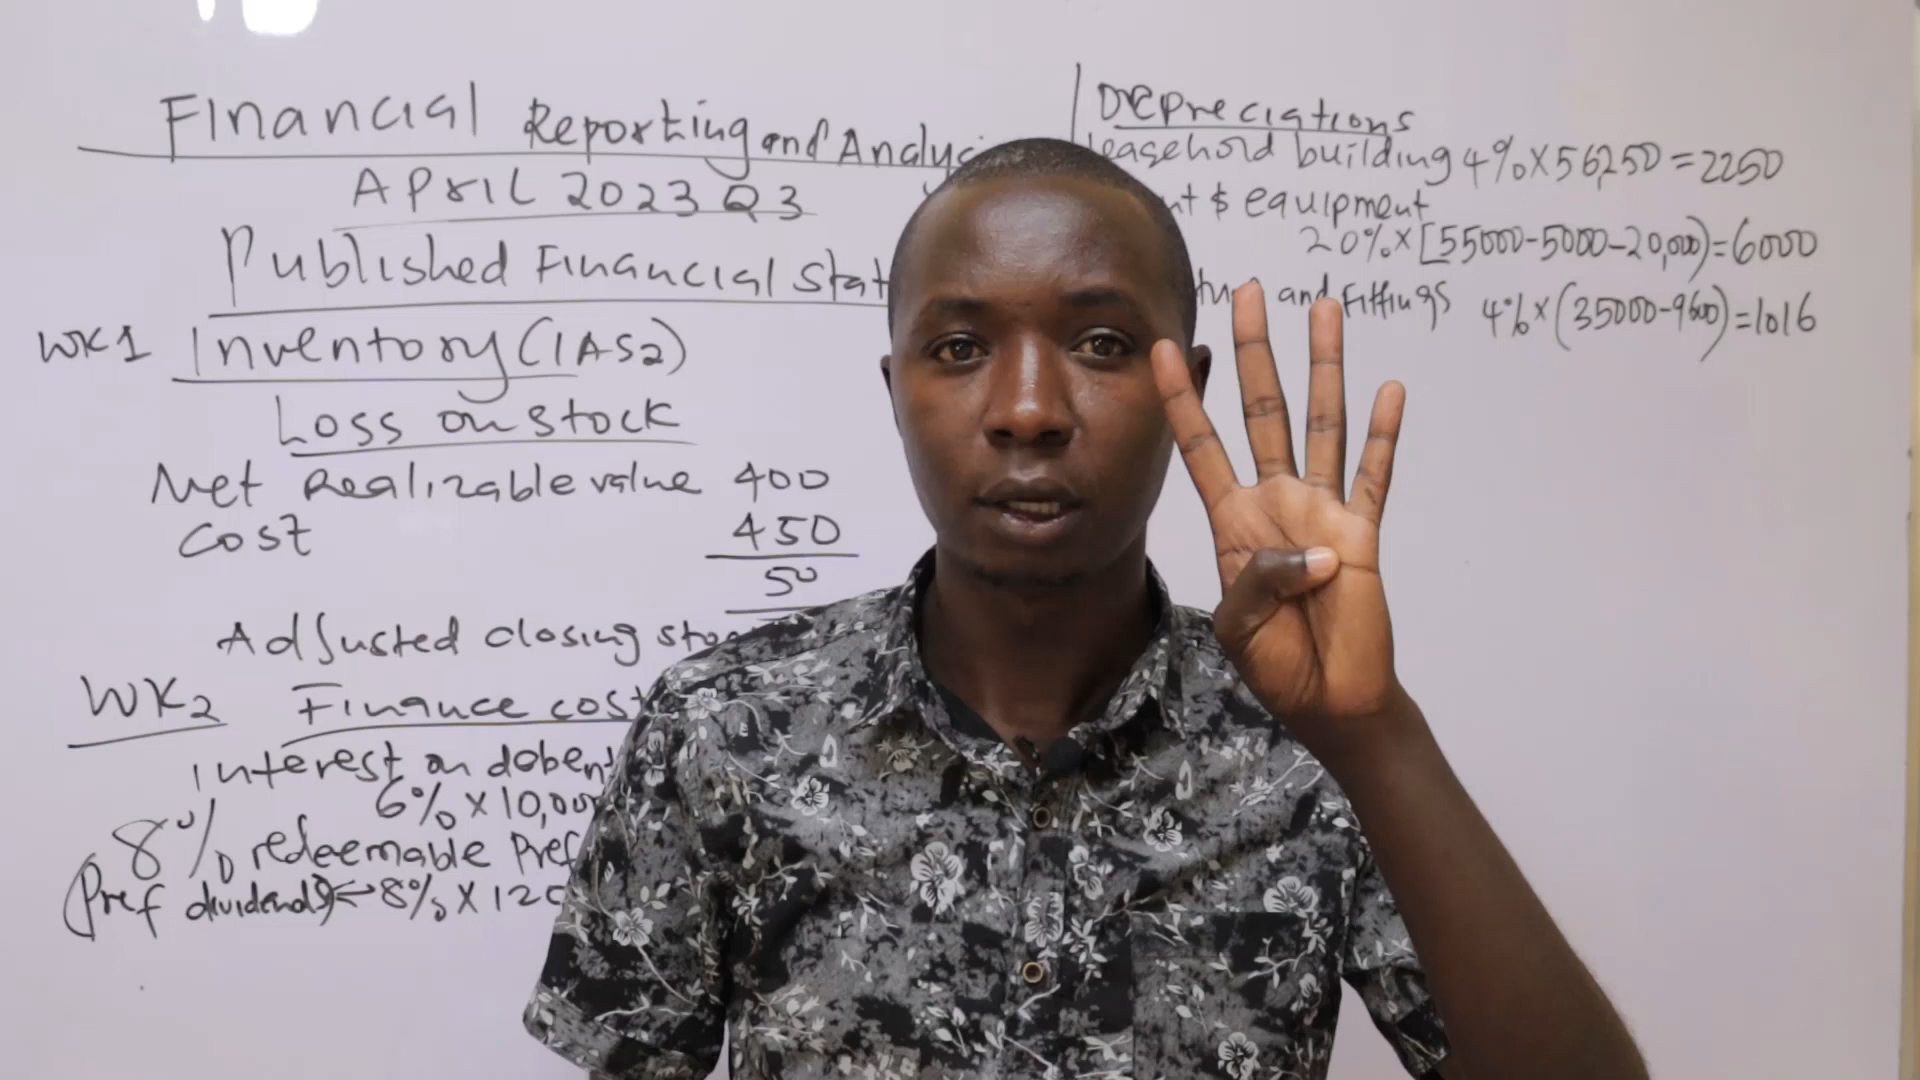 Financial Reporting and Analys
APRIL 2023 Q3
Published Financial Stat
WK1 Inventory (IAS2)
Loss on stock
Net Realizable value 400
Cost 450
50
Adjusted closing sto
WK2 Finance cost
Interest on debent
6% X 10,000
8% redeemable Pref
(Pref dividend) 8% X 120
Depreciations
leasehold building 4% X 56,250 = 2250
nt $ equipment
20% X [55000-5000-20,000) = 6000
and Fittings 4% X (35000-9600) = 1016